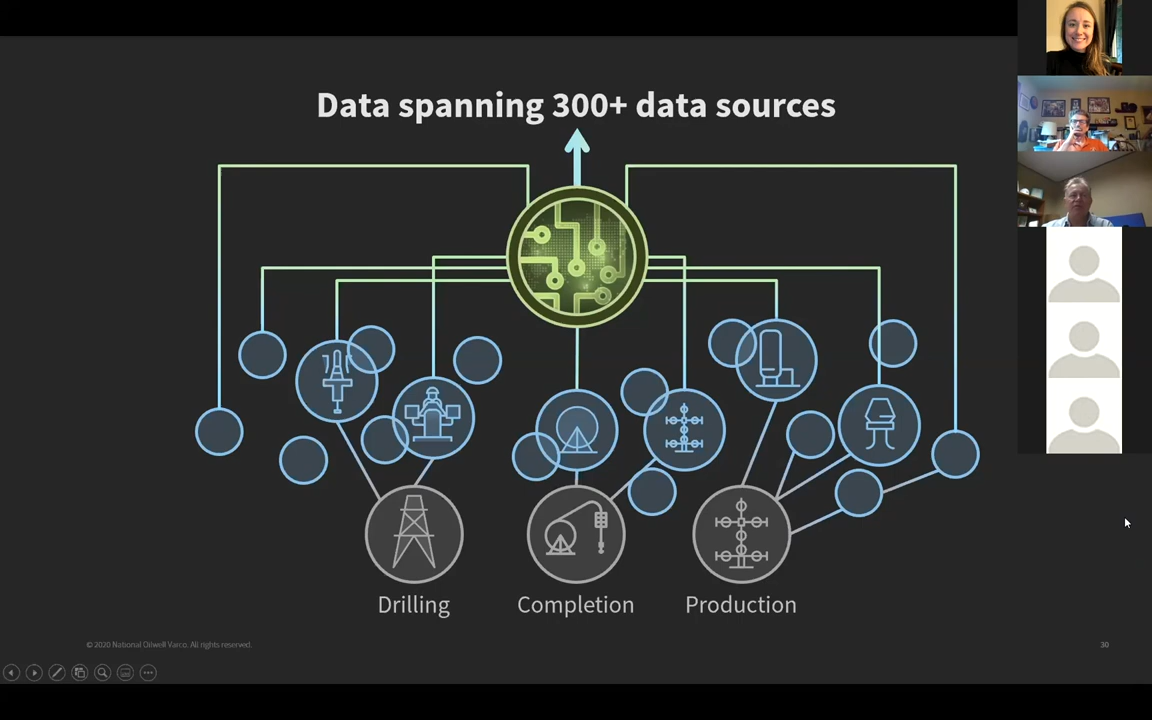 Data spanning 300+ data sources
Drilling
Completion
Production
© 2020 National Oilwell Varco. All rights reserved.
30